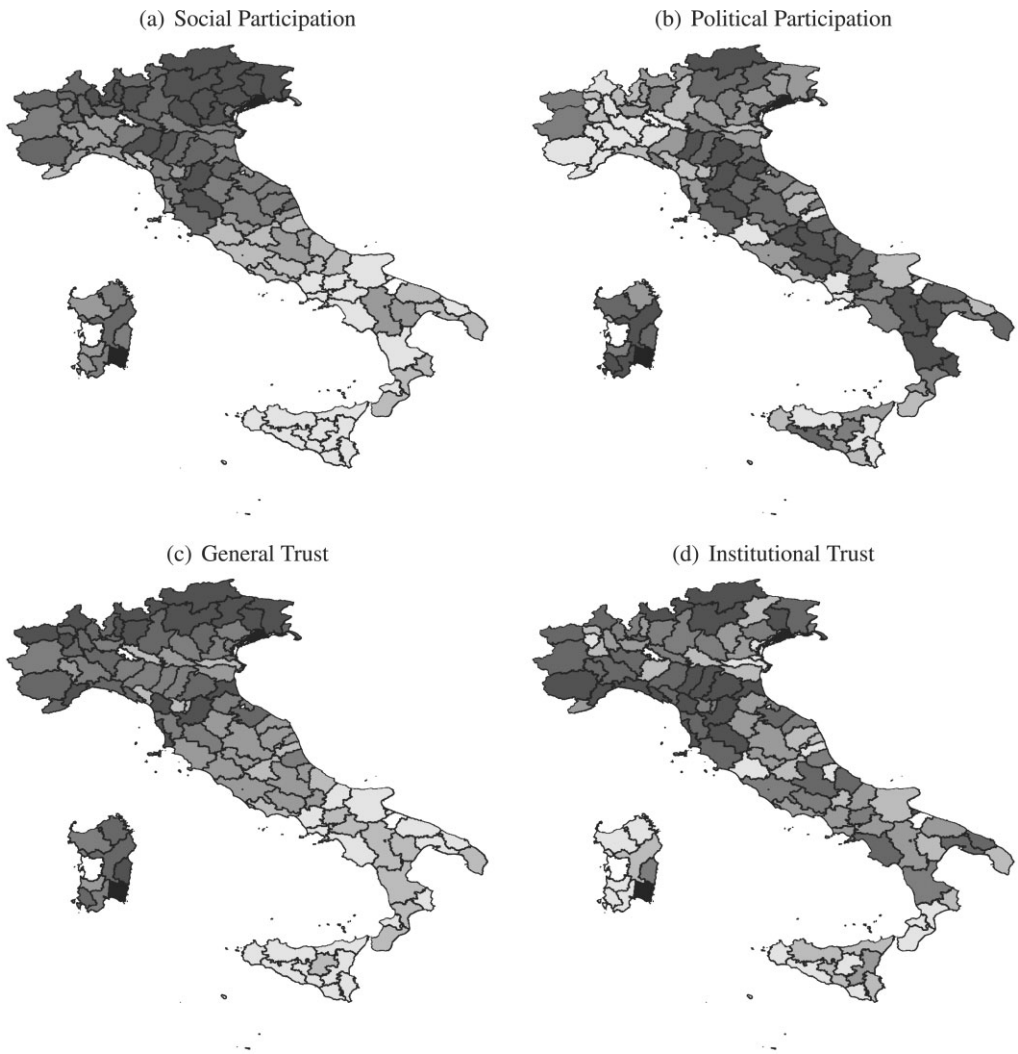 (a) Social Participation
(b) Political Participation
(c) General Trust
(d) Institutional Trust